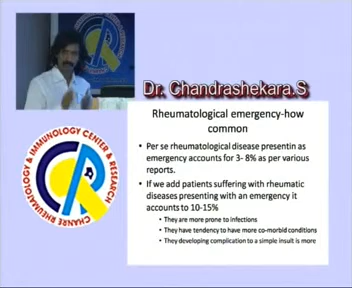 Dr. Chandrashekara.S
Rheumatological emergency-how
common
• Per se rheumatological disease presentin as
emergency accounts for 3- 8% as per various
reports.
• If we add patients suffering with rheumatic
diseases presenting with an emergency it
accounts to 10-15%
• They are more prone to infections
• They have tendency to have more co-morbid conditions
• They developing complication to a simple insult is more
CHANRE RHEUMATOLOGY & IMMUNOLOGY CENTER & RESEARCH